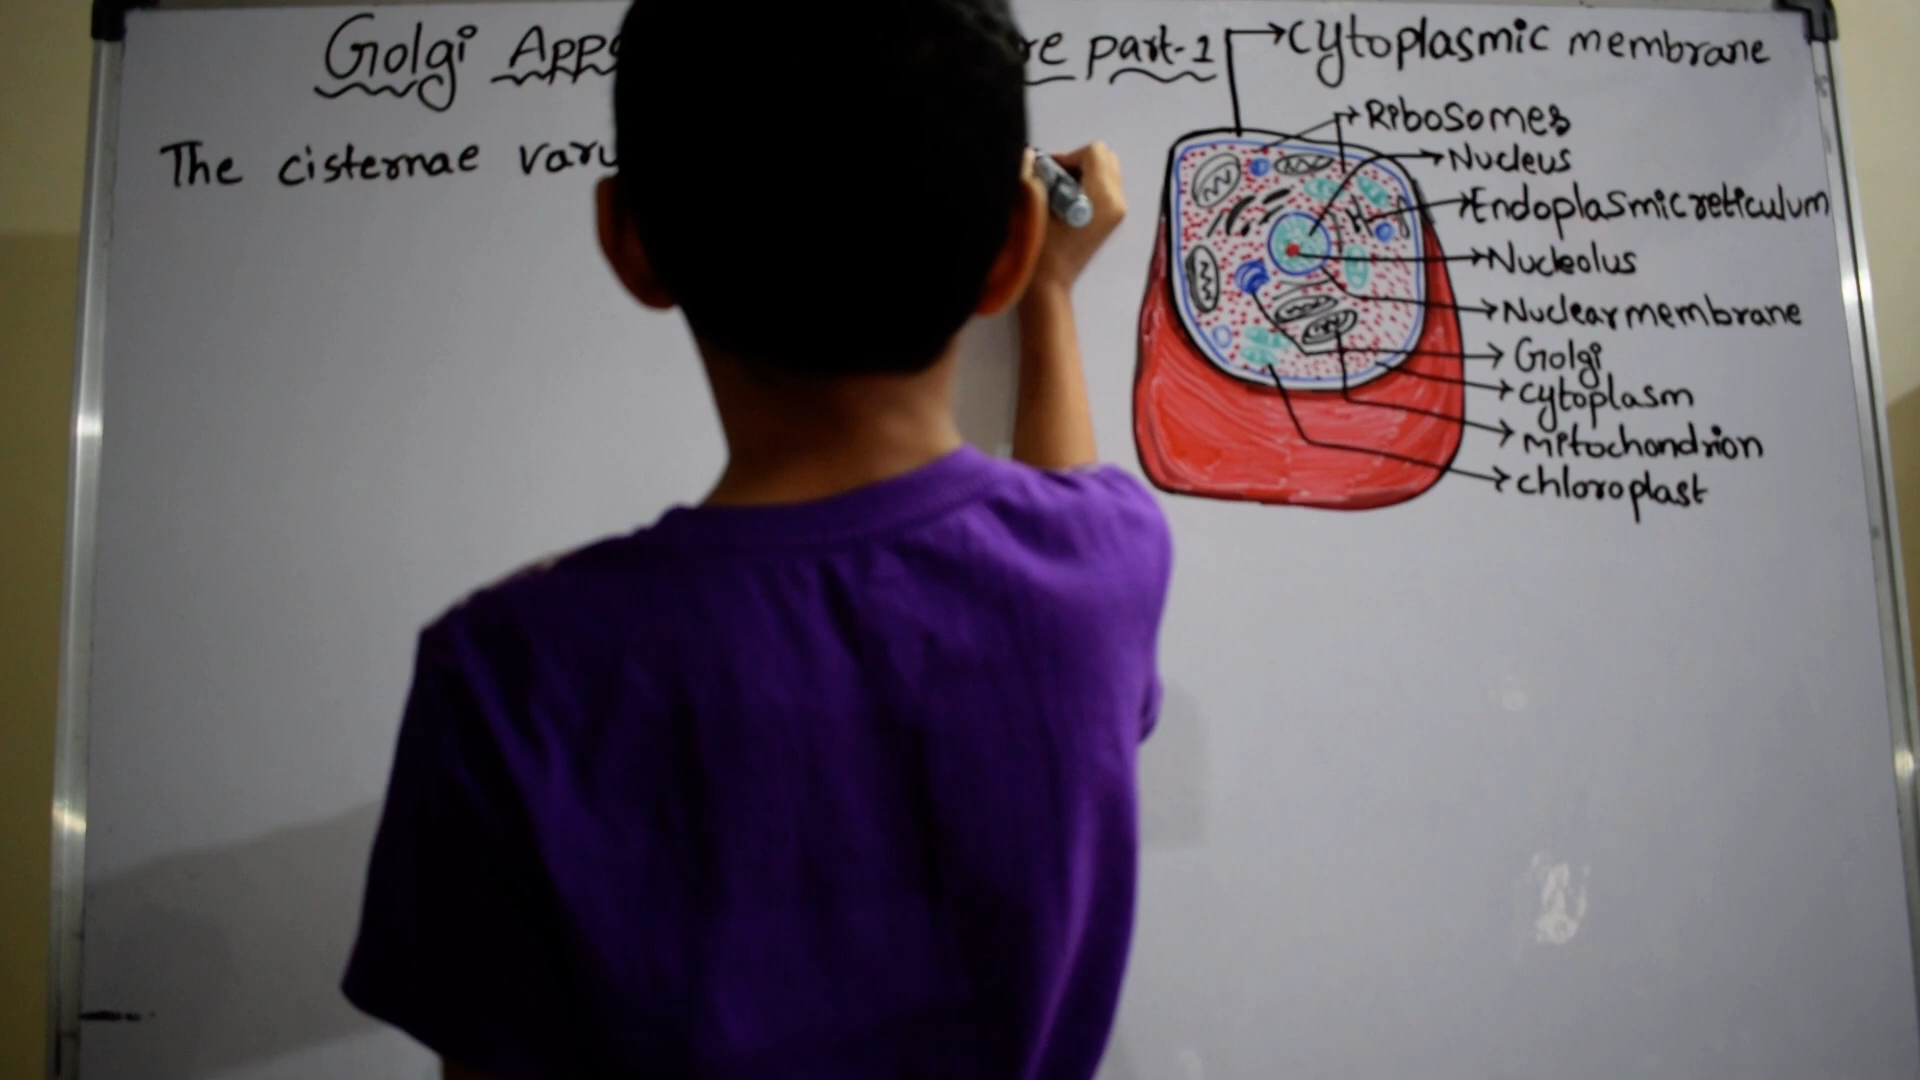 Golgi part-1
The cisternae
cytoplasmic membrane
Ribosomes
Nucleus
Endoplasmic reticulum
Nucleolus
Nuclear membrane
Golgi
cytoplasm
mitochondrion
chloroplast